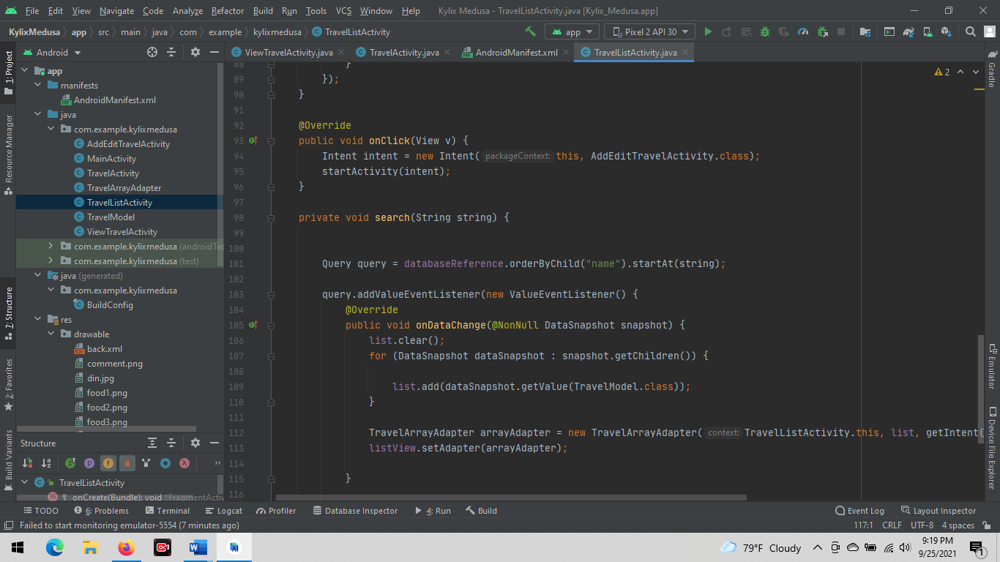 File Edit View Navigate Code Analyze Refactor Build Run Tools VCS Window Help Kylix Medusa - TravelListActivity.java [Kylix_Medusa.app]
KylixMedusa app src main java com example kylixmedusa TravelListActivity app Pixel 2 API 30
1: Project
Resource Manager
7: Structure
2: Favorites
Build Variants
Android
app
manifests
AndroidManifest.xml
java
com.example.kylixmedusa
AddEditTravelActivity
MainActivity
TravelActivity
TravelArrayAdapter
TravelListActivity
TravelModel
ViewTravelActivity
com.example.kylixmedusa (androidTes
com.example.kylixmedusa (test)
java (generated)
com.example.kylixmedusa
BuildConfig
res
drawable
back.xml
comment.png
din.jpg
food1.png
food2.png
food3.png
Structure
TravelListActivity
onCreate(Bundle): void ↑FragmentActiv
ViewTravelActivity.java TravelActivity.java AndroidManifest.xml TravelListActivity.java
2
88 }
89 });
90 }
91
92 @Override
93 public void onClick(View v) {
94 Intent intent = new Intent( packageContext: this, AddEditTravelActivity.class);
95 startActivity(intent);
96 }
97
98 private void search(String string) {
99
100
101 Query query = databaseReference.orderByChild("name").startAt(string);
102
103 query.addValueEventListener(new ValueEventListener() {
104 @Override
105 public void onDataChange(@NonNull DataSnapshot snapshot) {
106 list.clear();
107 for (DataSnapshot dataSnapshot : snapshot.getChildren()) {
108
109 list.add(dataSnapshot.getValue(TravelModel.class));
110 }
111
112 TravelArrayAdapter arrayAdapter = new TravelArrayAdapter( context: TravelListActivity.this, list, getIntent(
113 listView.setAdapter(arrayAdapter);
114
115 }
116
Gradle
Emulator
Device File Explorer
TODO 6: Problems Terminal Logcat Profiler Database Inspector 4: Run Build Event Log Layout Inspector
Failed to start monitoring emulator-5554 (7 minutes ago) 117:1 CRLF UTF-8 4 spaces
79°F Cloudy
9:19 PM
9/25/2021
1